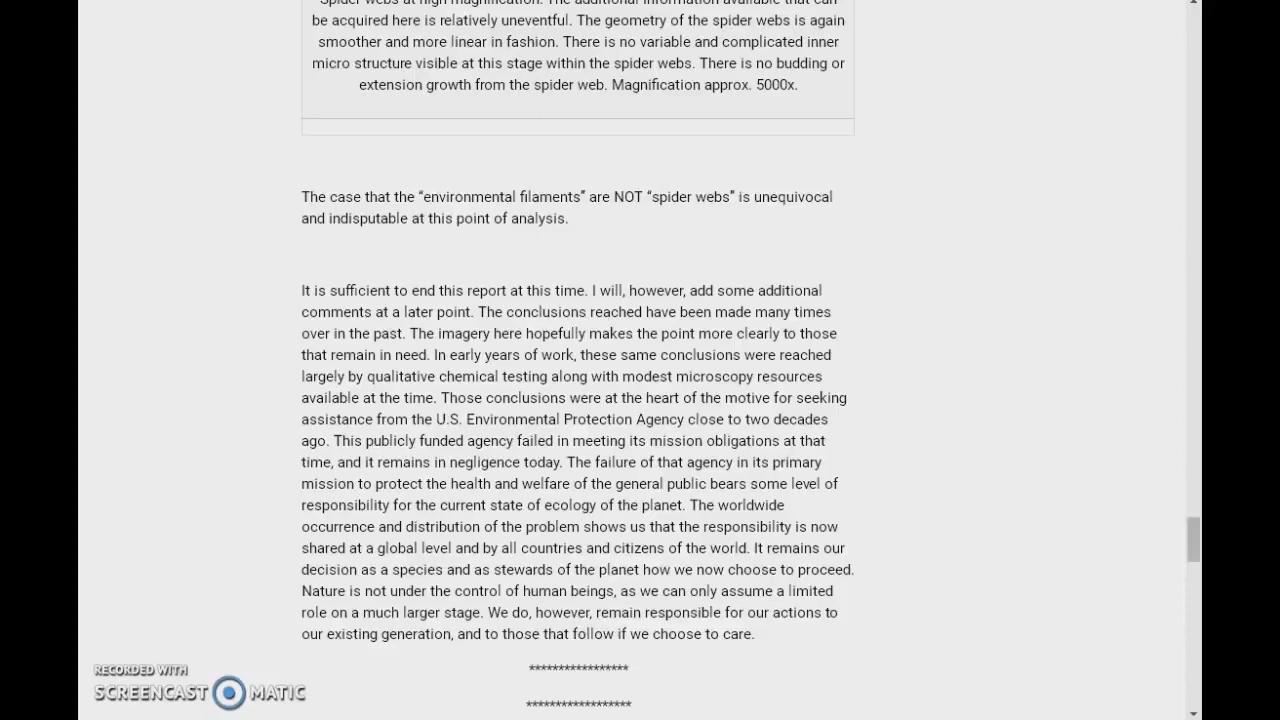 Spider webs at high magnification. The additional information available that can
be acquired here is relatively uneventful. The geometry of the spider webs is again
smoother and more linear in fashion. There is no variable and complicated inner
micro structure visible at this stage within the spider webs. There is no budding or
extension growth from the spider web. Magnification approx. 5000x.
The case that the “environmental filaments” are NOT “spider webs” is unequivocal
and indisputable at this point of analysis.
It is sufficient to end this report at this time. I will, however, add some additional
comments at a later point. The conclusions reached have been made many times
over in the past. The imagery here hopefully makes the point more clearly to those
that remain in need. In early years of work, these same conclusions were reached
largely by qualitative chemical testing along with modest microscopy resources
available at the time. Those conclusions were at the heart of the motive for seeking
assistance from the U.S. Environmental Protection Agency close to two decades
ago. This publicly funded agency failed in meeting its mission obligations at that
time, and it remains in negligence today. The failure of that agency in its primary
mission to protect the health and welfare of the general public bears some level of
responsibility for the current state of ecology of the planet. The worldwide
occurrence and distribution of the problem shows us that the responsibility is now
shared at a global level and by all countries and citizens of the world. It remains our
decision as a species and as stewards of the planet how we now choose to proceed.
Nature is not under the control of human beings, as we can only assume a limited
role on a much larger stage. We do, however, remain responsible for our actions to
our existing generation, and to those that follow if we choose to care.
*****************
******************
RECORDED WITH
SCREENCAST MATIC